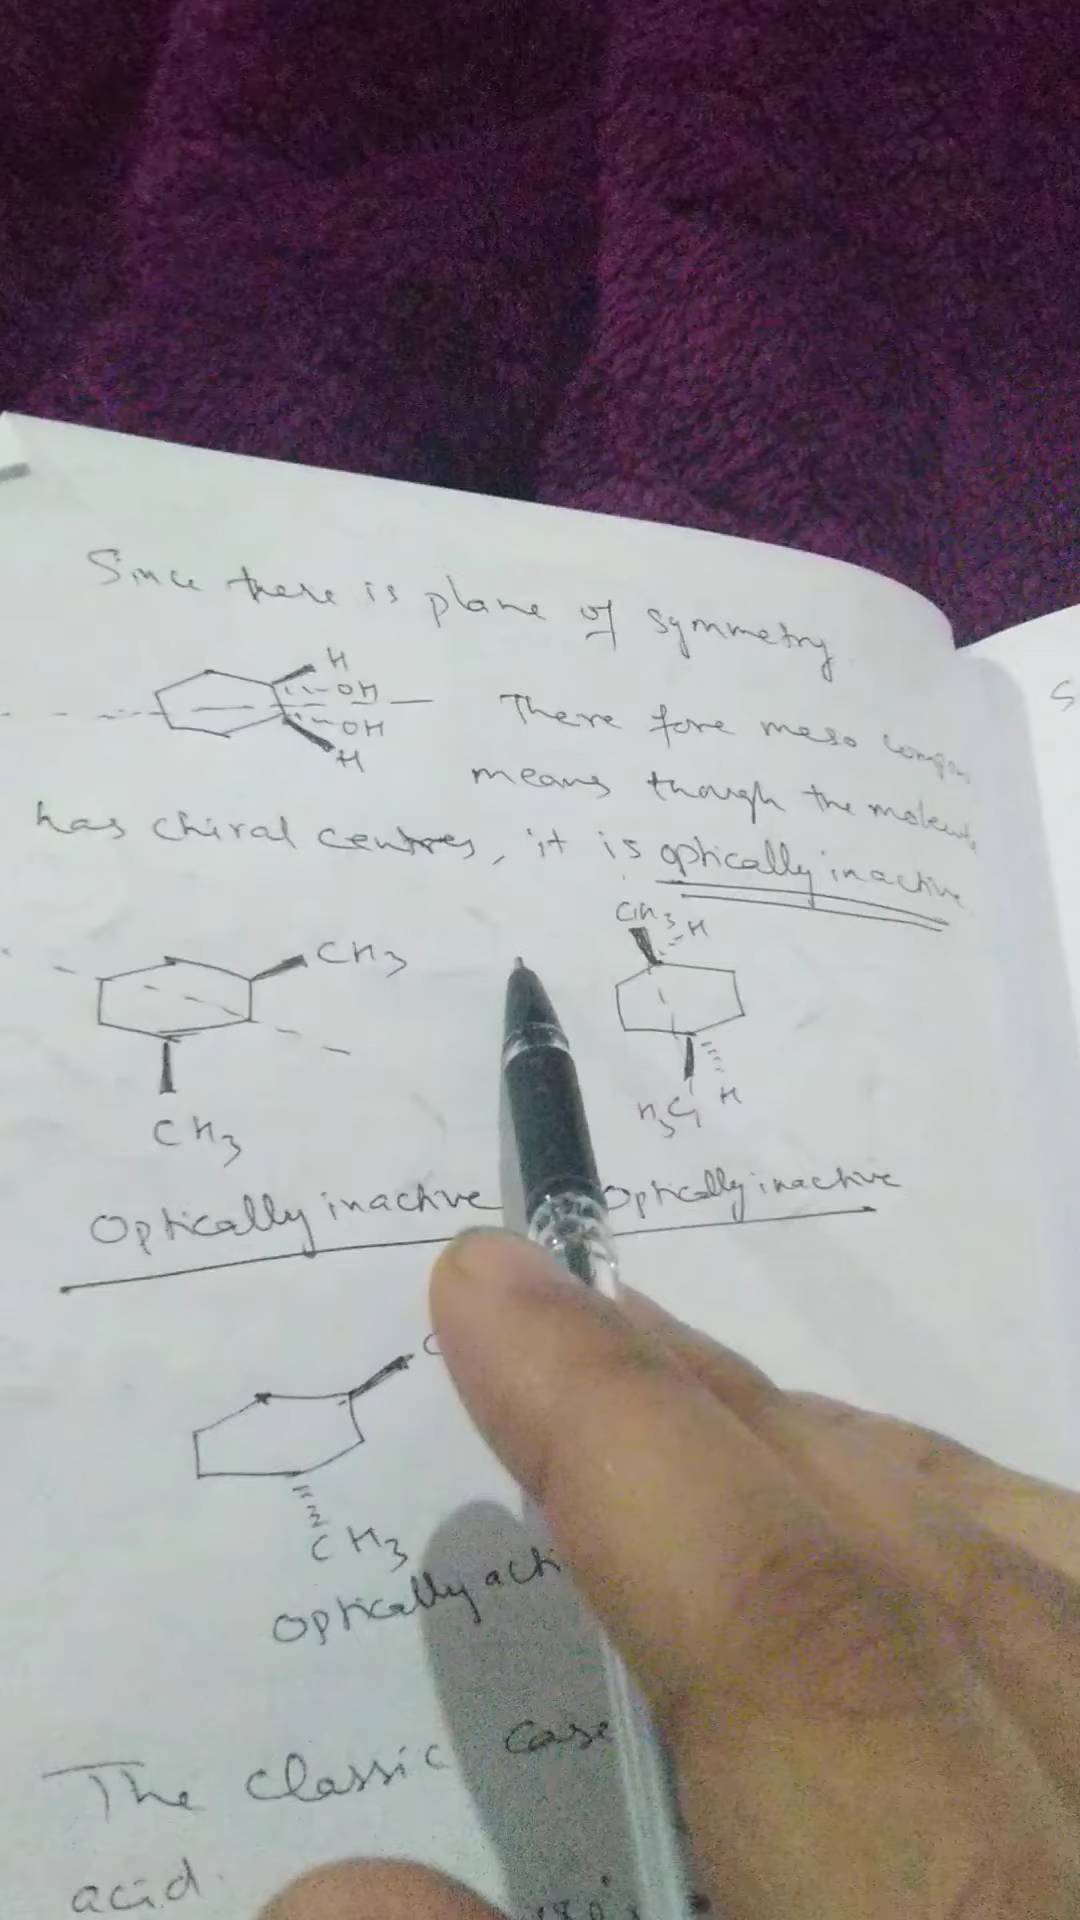 Since there is plane of symmetry
H
OH
OH
H
There fore meso
means though the
has chiral centres, it is optically inactive
CH3
CH3
CH3 H
H3C H
Optically inactive
Optically inactive
CH3
Optically
The classic case
acid.